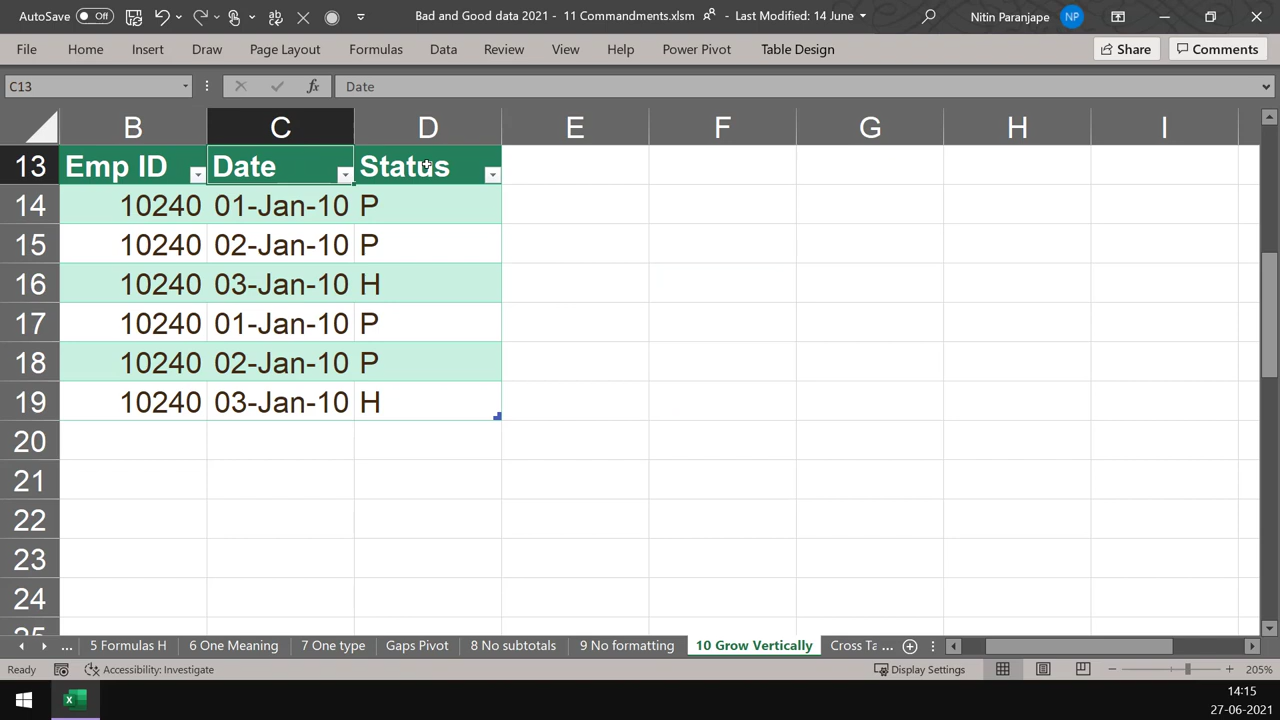 AutoSave Off Bad and Good data 2021 - 11 Commandments.xlsm Last Modified: 14 June Nitin Paranjape NP
File Home Insert Draw Page Layout Formulas Data Review View Help Power Pivot Table Design Share Comments
C13 fx Date
B C D E F G H I
13 Emp ID Date Status
14 10240 01-Jan-10 P
15 10240 02-Jan-10 P
16 10240 03-Jan-10 H
17 10240 01-Jan-10 P
18 10240 02-Jan-10 P
19 10240 03-Jan-10 H
20
21
22
23
24
25
... 5 Formulas H 6 One Meaning 7 One type Gaps Pivot 8 No subtotals 9 No formatting 10 Grow Vertically Cross Ta ...
Ready Accessibility: Investigate Display Settings 205%
14:15
27-06-2021